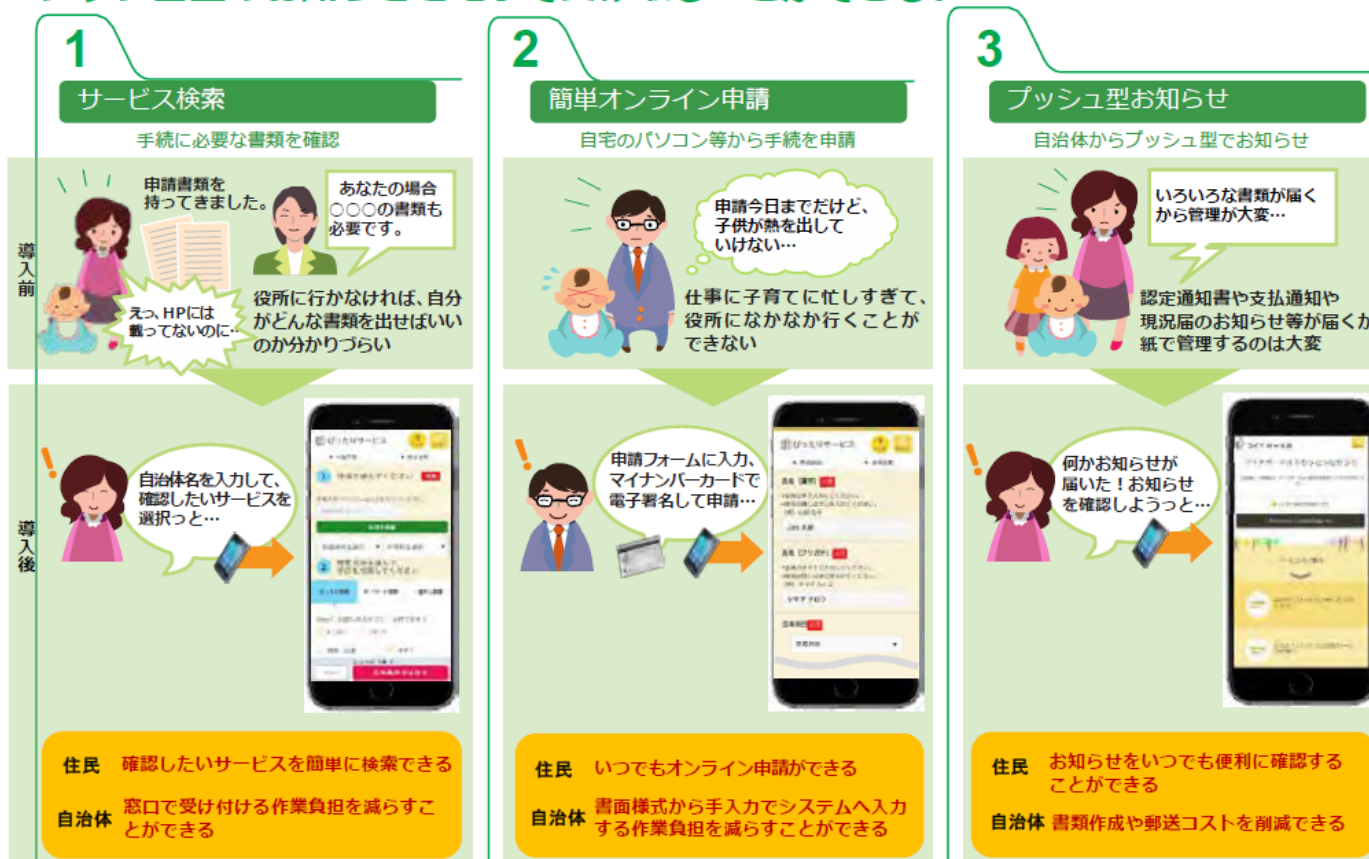 1
サービス検索
手続に必要な書類を確認
導入前
申請書類を
持ってきました。
あなたの場合
○○○の書類も
必要です。
えっ、HPには
載ってないのに…
役所に行かなければ、自分
がどんな書類を出せばいい
のか分かりづらい
導入後
自治体名を入力して、
確認したいサービスを
選択っと…
ぴったりサービス
住民 確認したいサービスを簡単に検索できる
自治体 窓口で受け付ける作業負担を減らすこ
とができる
2
簡単オンライン申請
自宅のパソコン等から手続を申請
申請今日までだけど、
子供が熱を出して
いけない…
仕事に子育てに忙しすぎて、
役所になかなか行くことが
できない
申請フォームに入力、
マイナンバーカードで
電子署名して申請…
ぴったりサービス
住民 いつでもオンライン申請ができる
自治体 書面様式から手入力でシステムへ入力
する作業負担を減らすことができる
3
プッシュ型お知らせ
自治体からプッシュ型でお知らせ
いろいろな書類が届く
から管理が大変…
認定通知書や支払通知や
現況届のお知らせ等が届くが
紙で管理するのは大変
何かお知らせが
届いた！お知らせ
を確認しようっと…
住民 お知らせをいつでも便利に確認する
ことができる
自治体 書類作成や郵送コストを削減できる